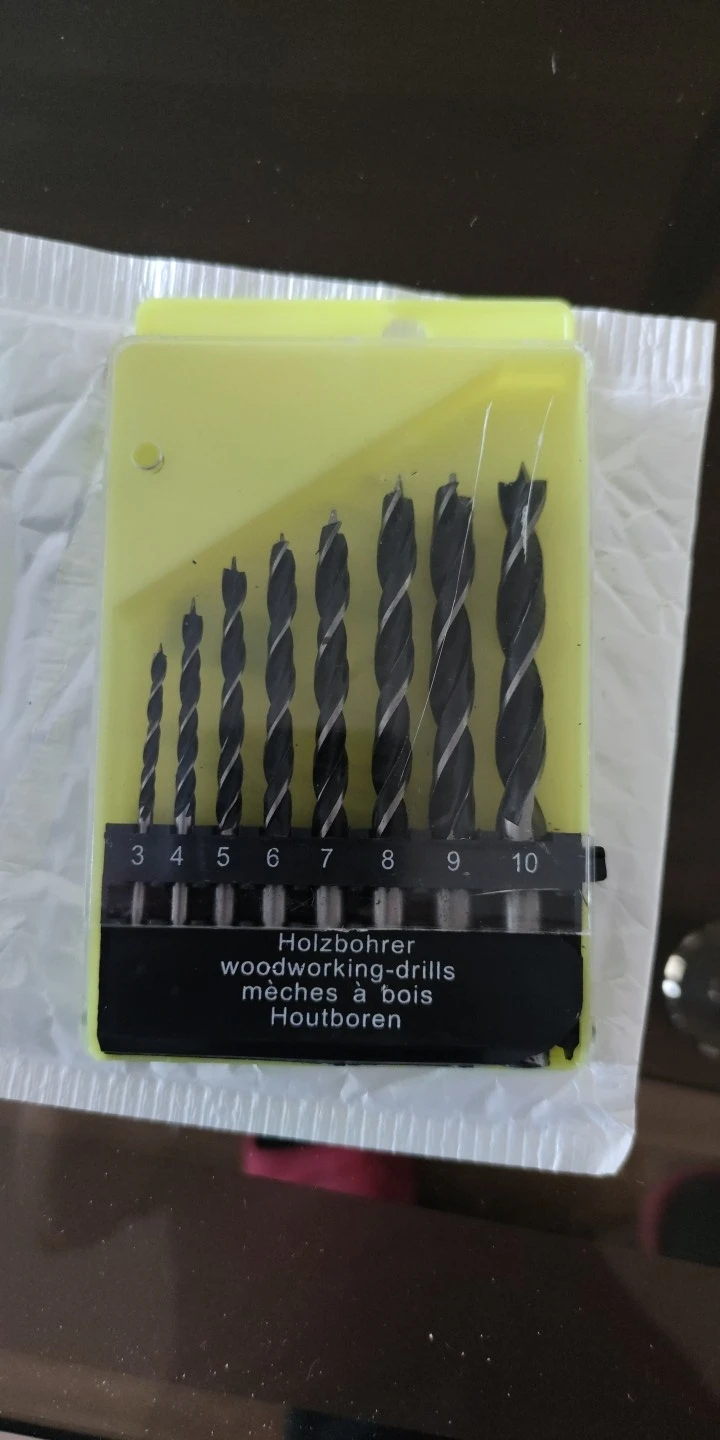 3 4 5 6 7 8 9 10
Holzbohrer
woodworking-drills
mèches à bois
Houtboren